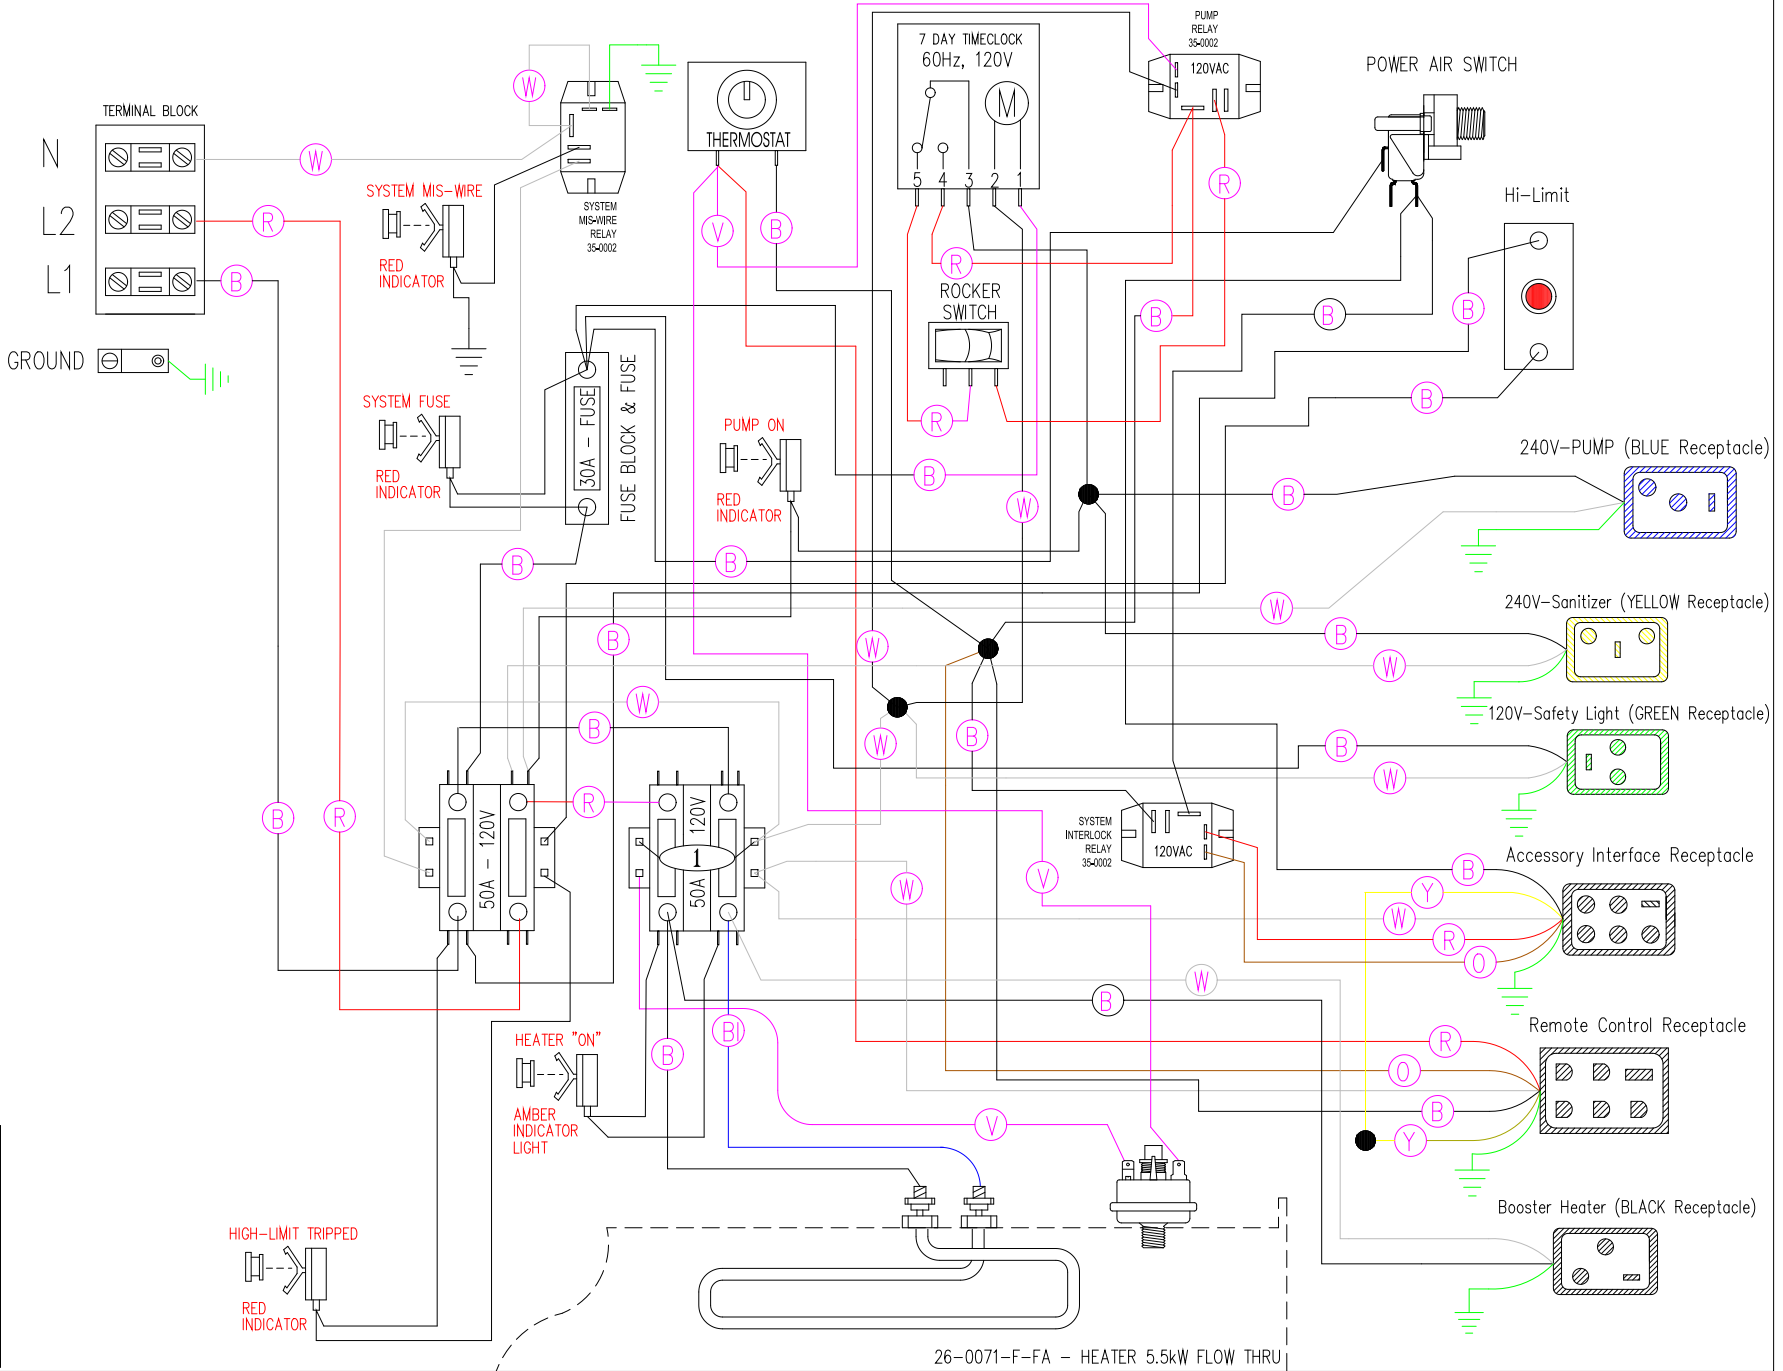 PUMP
RELAY
35-0002
7 DAY TIMECLOCK
60Hz, 120V
120VAC
POWER AIR SWITCH
W
M
TERMINAL BLOCK
THERMOSTAT
N
W
SYSTEM MIS-WIRE
5 4 3 2 1
R
Hi-Limit
L2
R
SYSTEM
MIS-WIRE
RELAY
35-0002
V
B
RED
INDICATOR
R
L1
B
ROCKER
SWITCH
B
B
B
GROUND
FUSE BLOCK & FUSE
30A - FUSE
SYSTEM FUSE
B
PUMP ON
R
240V-PUMP (BLUE Receptacle)
RED
INDICATOR
B
RED
INDICATOR
B
W
B
B
240V-Sanitizer (YELLOW Receptacle)
W
B
W
B
W
W
120V-Safety Light (GREEN Receptacle)
B
W
B
B
W
R
B
R
50A - 120V
50A
120V
1
SYSTEM
INTERLOCK
RELAY
35-0002
120VAC
Accessory Interface Receptacle
B
V
W
Y
W
R
O
W
B
Remote Control Receptacle
HEATER "ON"
BI
B
R
O
AMBER
INDICATOR
LIGHT
B
V
Y
Booster Heater (BLACK Receptacle)
HIGH-LIMIT TRIPPED
RED
INDICATOR
26-0071-F-FA - HEATER 5.5kW FLOW THRU